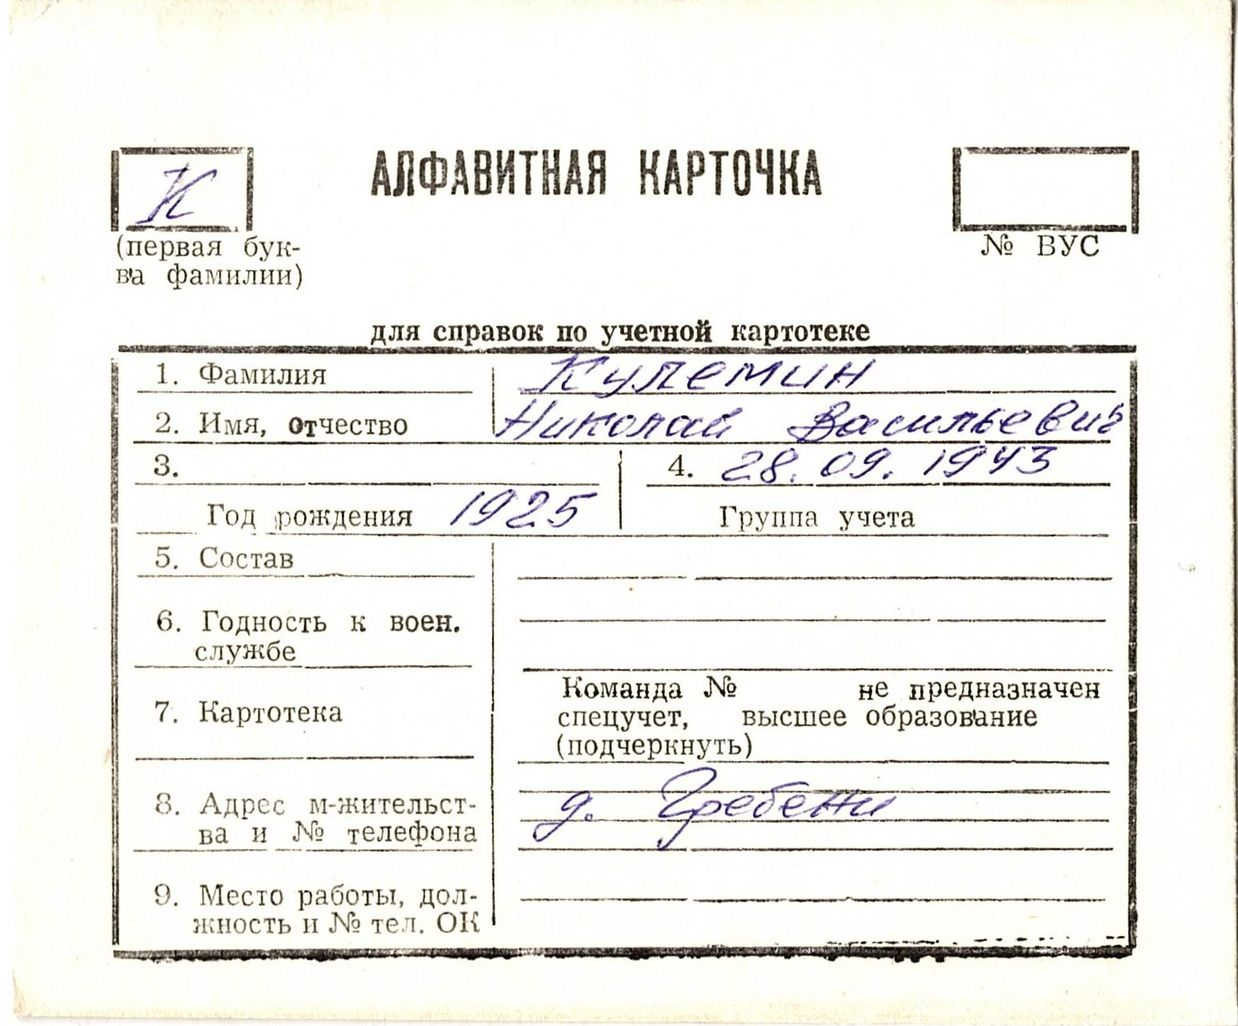 АЛФАВИТНАЯ КАРТОЧКА
К
(первая бук-
ва фамилии)
№ ВУС
для справок по учетной картотеке
1. Фамилия Кулемин
2. Имя, отчество Николай Васильевич
3.
Год рождения 1925
4. 28.09.1943
Группа учета
5. Состав
6. Годность к воен.
службе
7. Картотека
Команда № не предназначен
спецучет, высшее образование
(подчеркнуть)
8. Адрес м-жительст-
ва и № телефона
д. Гребени
9. Место работы, дол-
жность и № тел. ОК